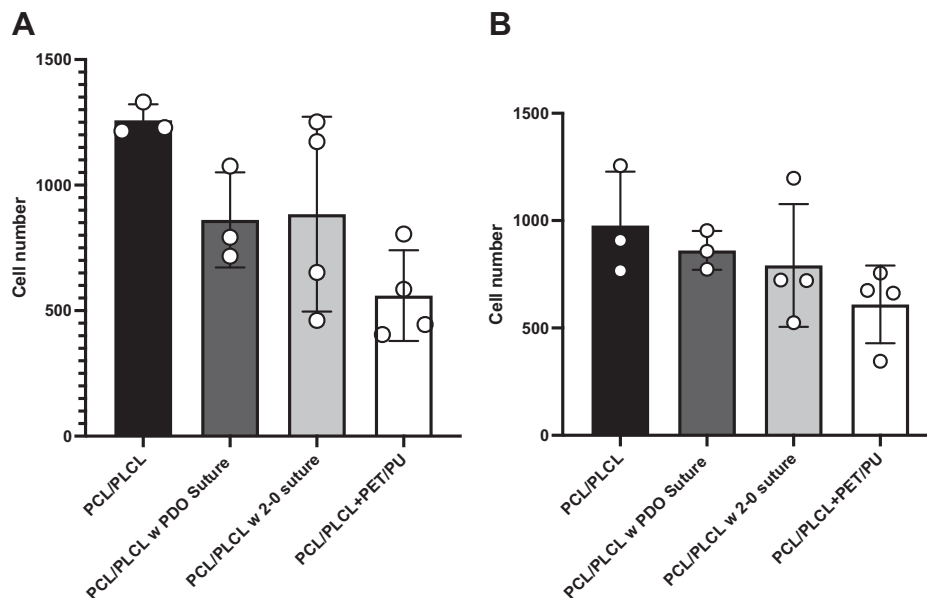 A
1500
1000
500
0
Cell number
PCL/PLCL
PCL/PLCL w PDO Suture
PCL/PLCL w 2-0 suture
PCL/PLCL+PET/PU
B
1500
1000
500
0
Cell number
PCL/PLCL
PCL/PLCL w PDO Suture
PCL/PLCL w 2-0 suture
PCL/PLCL+PET/PU